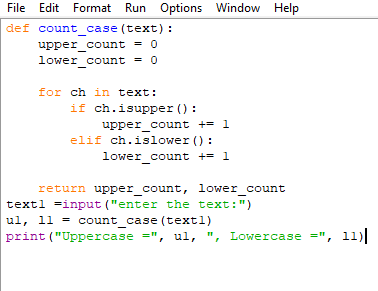 File Edit Format Run Options Window Help
def count_case(text):
    upper_count = 0
    lower_count = 0

    for ch in text:
        if ch.isupper():
            upper_count += 1
        elif ch.islower():
            lower_count += 1

    return upper_count, lower_count
text1 =input("enter the text:")
u1, l1 = count_case(text1)
print("Uppercase =", u1, ", Lowercase =", l1)